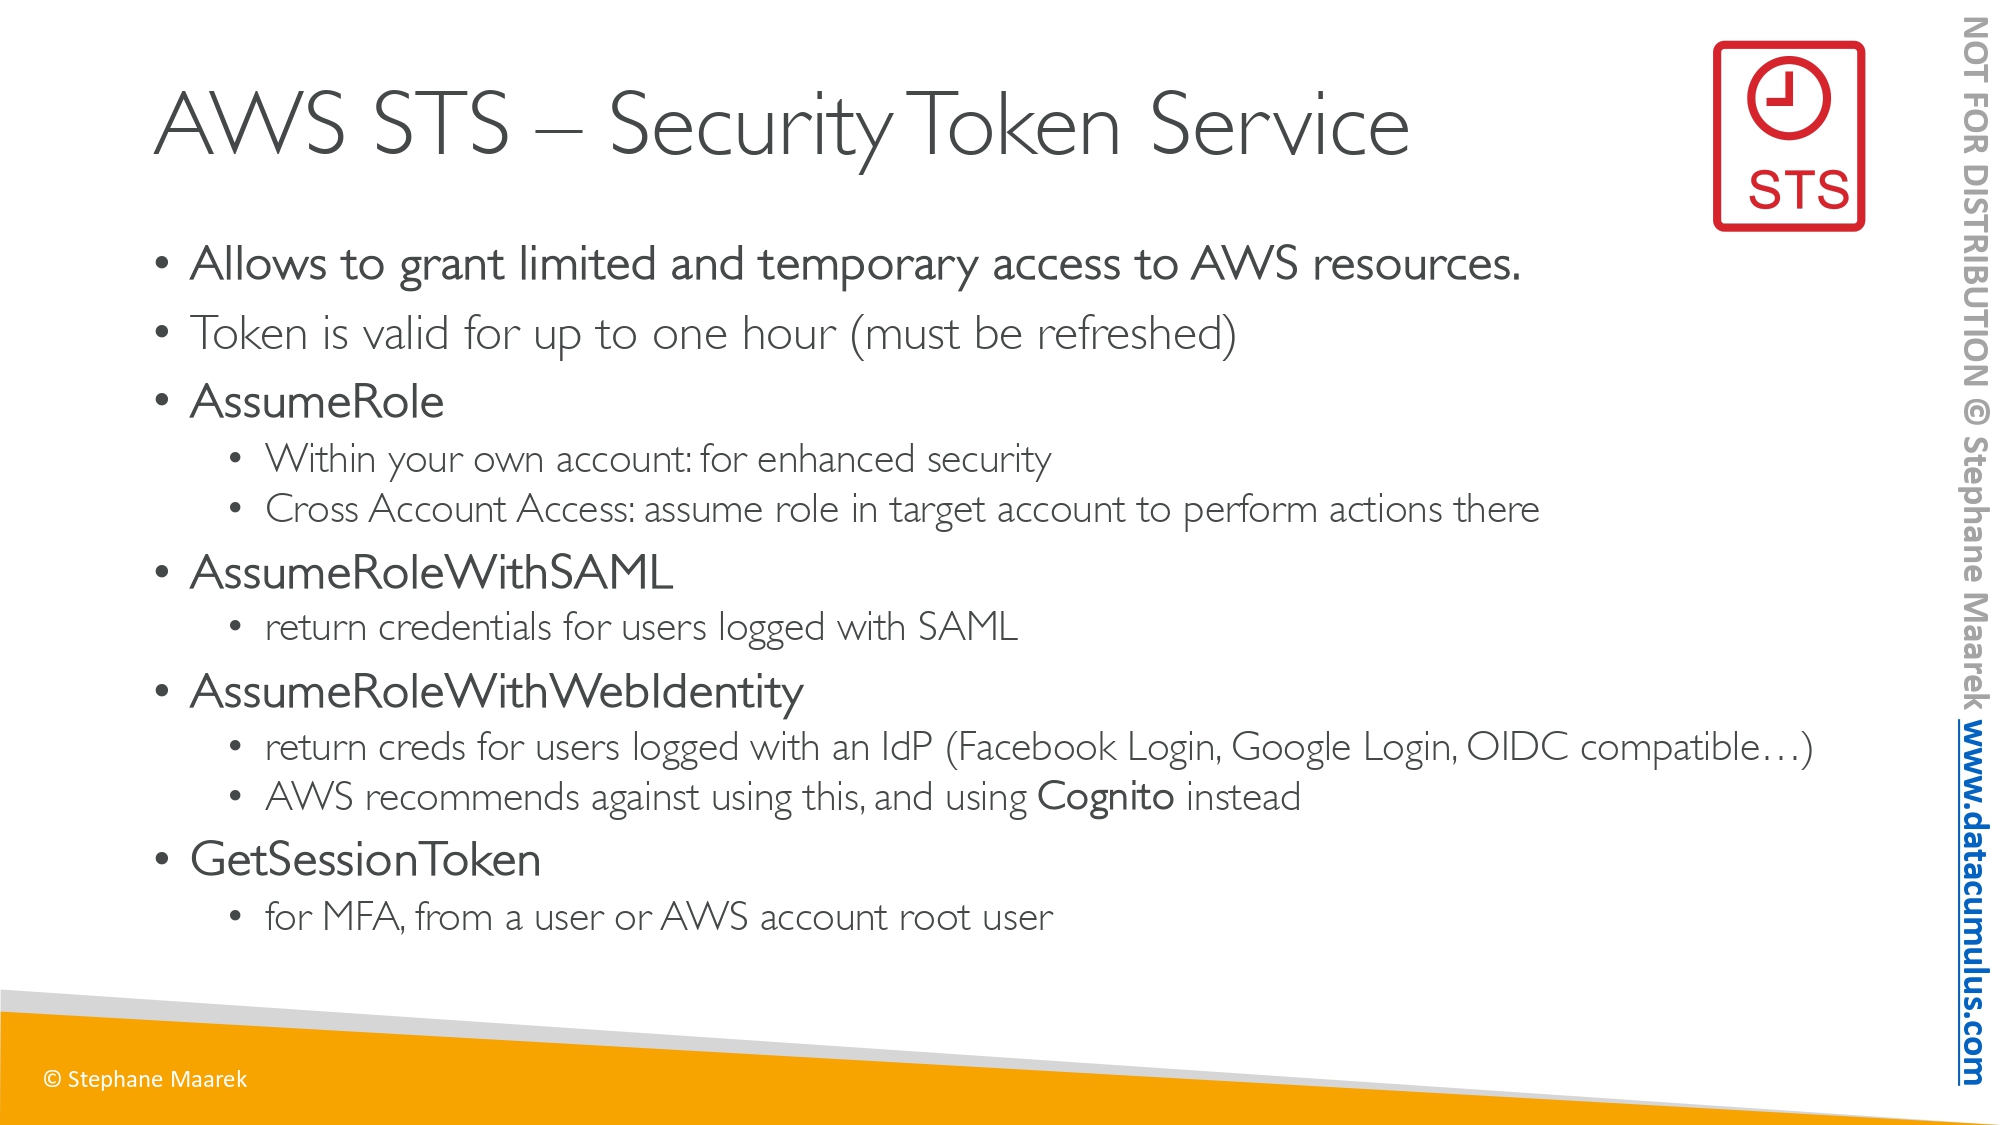 AWS STS – Security Token Service
STS
• Allows to grant limited and temporary access to AWS resources.
• Token is valid for up to one hour (must be refreshed)
• AssumeRole
• Within your own account: for enhanced security
• Cross Account Access: assume role in target account to perform actions there
• AssumeRoleWithSAML
• return credentials for users logged with SAML
• AssumeRoleWithWebIdentity
• return creds for users logged with an IdP (Facebook Login, Google Login, OIDC compatible…)
• AWS recommends against using this, and using Cognito instead
• GetSessionToken
• for MFA, from a user or AWS account root user
© Stephane Maarek
NOT FOR DISTRIBUTION © Stephane Maarek www.datacumulus.com